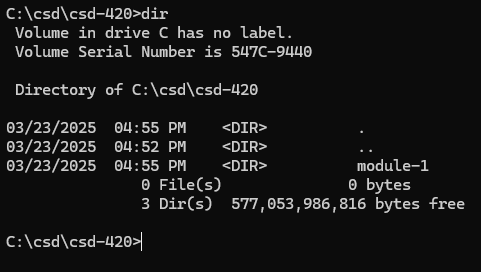 C:\csd\csd-420>dir
Volume in drive C has no label.
Volume Serial Number is 547C-9440
Directory of C:\csd\csd-420
03/23/2025  04:55 PM    <DIR>          .
03/23/2025  04:52 PM    <DIR>          ..
03/23/2025  04:55 PM    <DIR>          module-1
0 File(s)              0 bytes
3 Dir(s)  577,053,986,816 bytes free
C:\csd\csd-420>